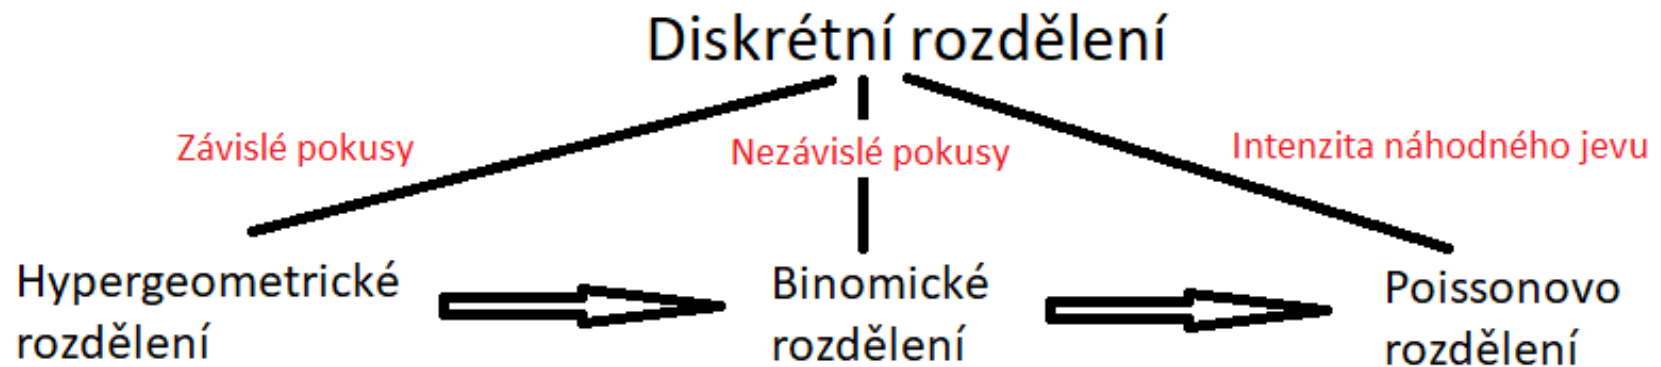 Diskrétní rozdělení
Závislé pokusy
Nezávislé pokusy
Intenzita náhodného jevu
Hypergeometrické
rozdělení
Binomické
rozdělení
Poissonovo
rozdělení